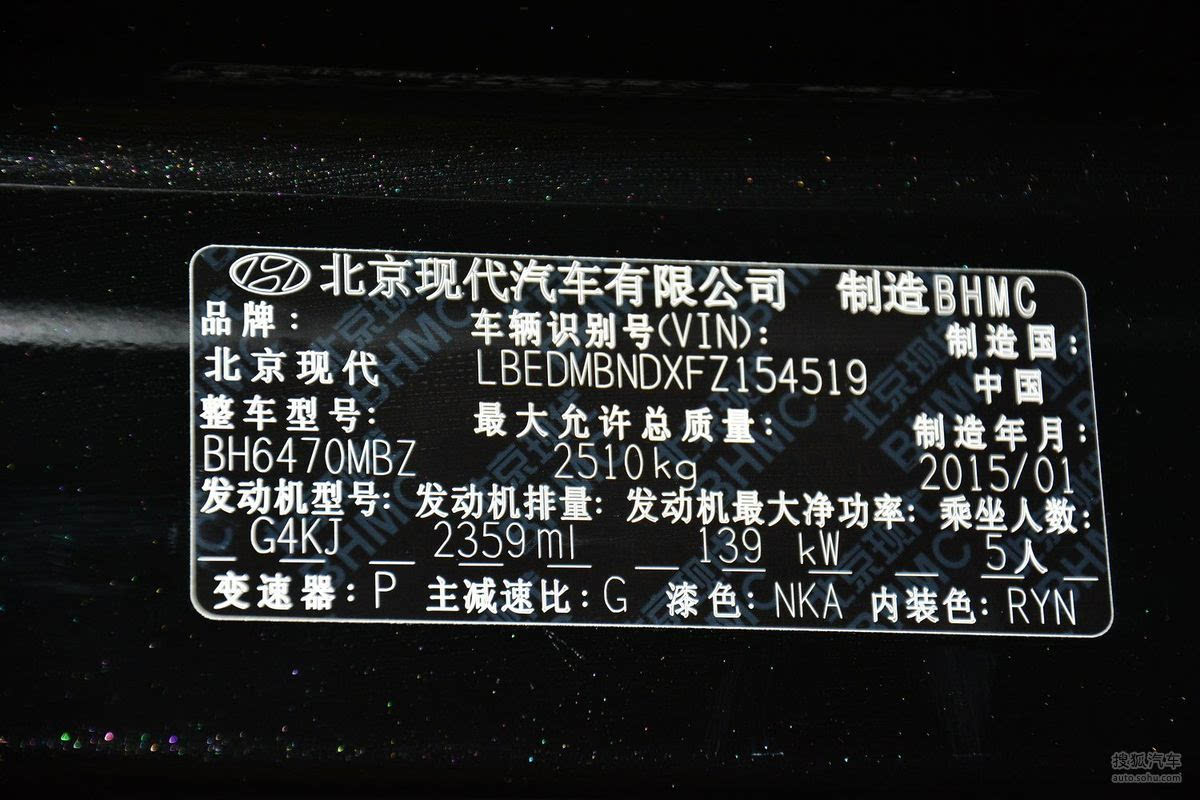 北京现代汽车有限公司 制造BHMC
品牌: 车辆识别号(VIN): 制造国:
北京现代 LBEDMBNDXFZ154519 中国
整车型号: 最大允许总质量: 制造年月:
BH6470MBZ 2510kg 2015/01
发动机型号: 发动机排量: 发动机最大净功率: 乘坐人数:
G4KJ 2359ml 139 kW 5人
变速器: P 主减速比: G 漆色: NKA 内装色: RYN
搜狐汽车
auto.sohu.com